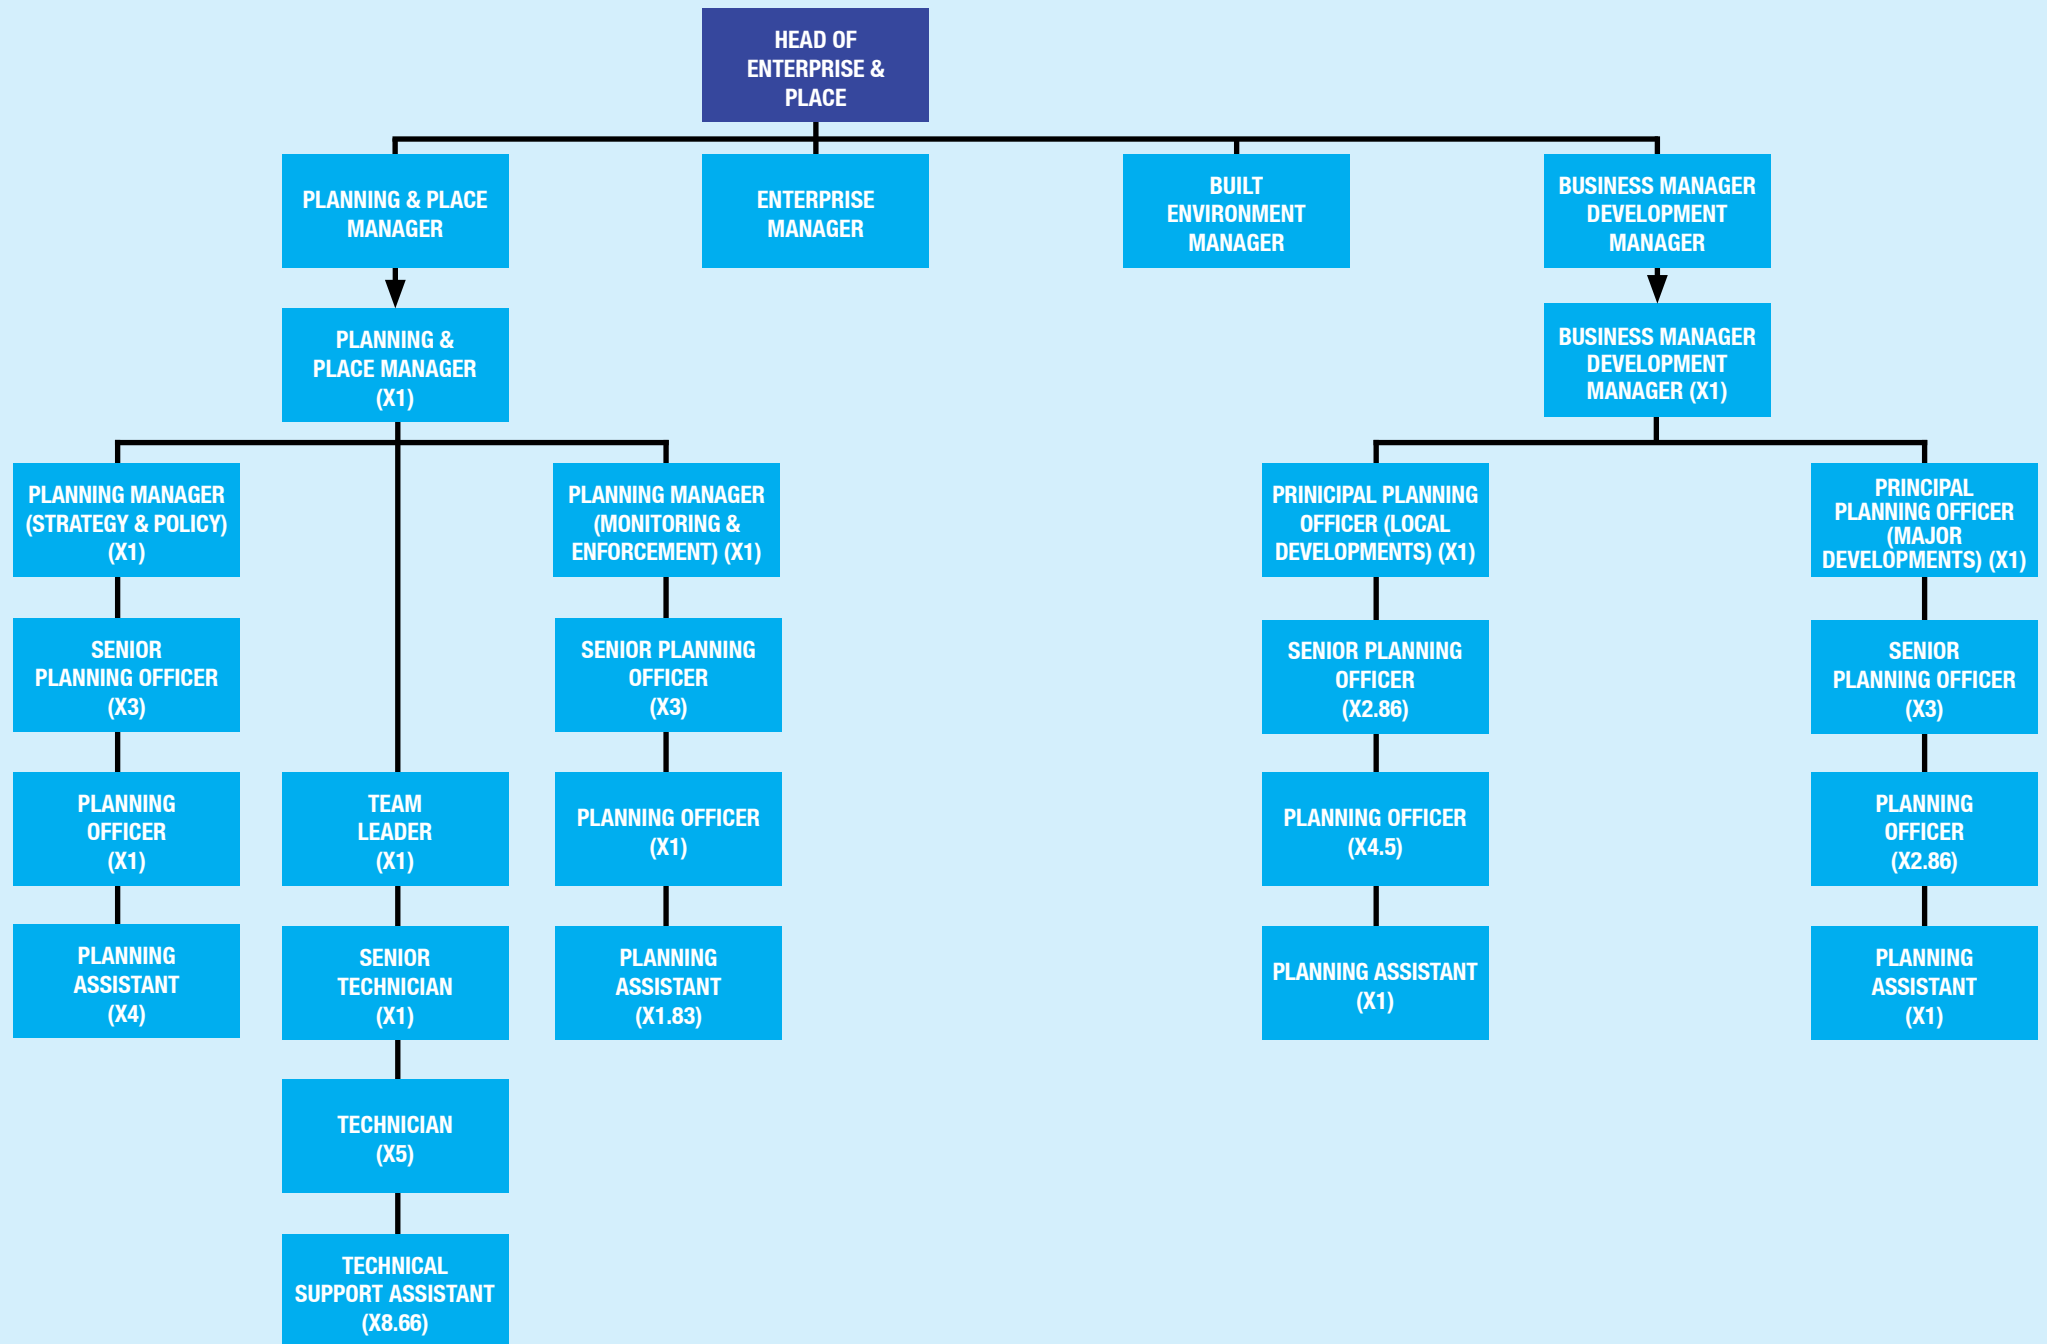 HEAD OF
ENTERPRISE &
PLACE
PLANNING & PLACE
MANAGER
ENTERPRISE
MANAGER
BUILT
ENVIRONMENT
MANAGER
BUSINESS MANAGER
DEVELOPMENT
MANAGER
PLANNING &
PLACE MANAGER
(X1)
BUSINESS MANAGER
DEVELOPMENT
MANAGER (X1)
PLANNING MANAGER
(STRATEGY & POLICY)
(X1)
PLANNING MANAGER
(MONITORING &
ENFORCEMENT) (X1)
PRINICIPAL PLANNING
OFFICER (LOCAL
DEVELOPMENTS) (X1)
PRINCIPAL
PLANNING OFFICER
(MAJOR
DEVELOPMENTS) (X1)
SENIOR
PLANNING OFFICER
(X3)
SENIOR PLANNING
OFFICER
(X3)
SENIOR PLANNING
OFFICER
(X2.86)
SENIOR
PLANNING OFFICER
(X3)
PLANNING
OFFICER
(X1)
TEAM
LEADER
(X1)
PLANNING OFFICER
(X1)
PLANNING OFFICER
(X4.5)
PLANNING
OFFICER
(X2.86)
PLANNING
ASSISTANT
(X4)
SENIOR
TECHNICIAN
(X1)
PLANNING
ASSISTANT
(X1.83)
PLANNING ASSISTANT
(X1)
PLANNING
ASSISTANT
(X1)
TECHNICIAN
(X5)
TECHNICAL
SUPPORT ASSISTANT
(X8.66)